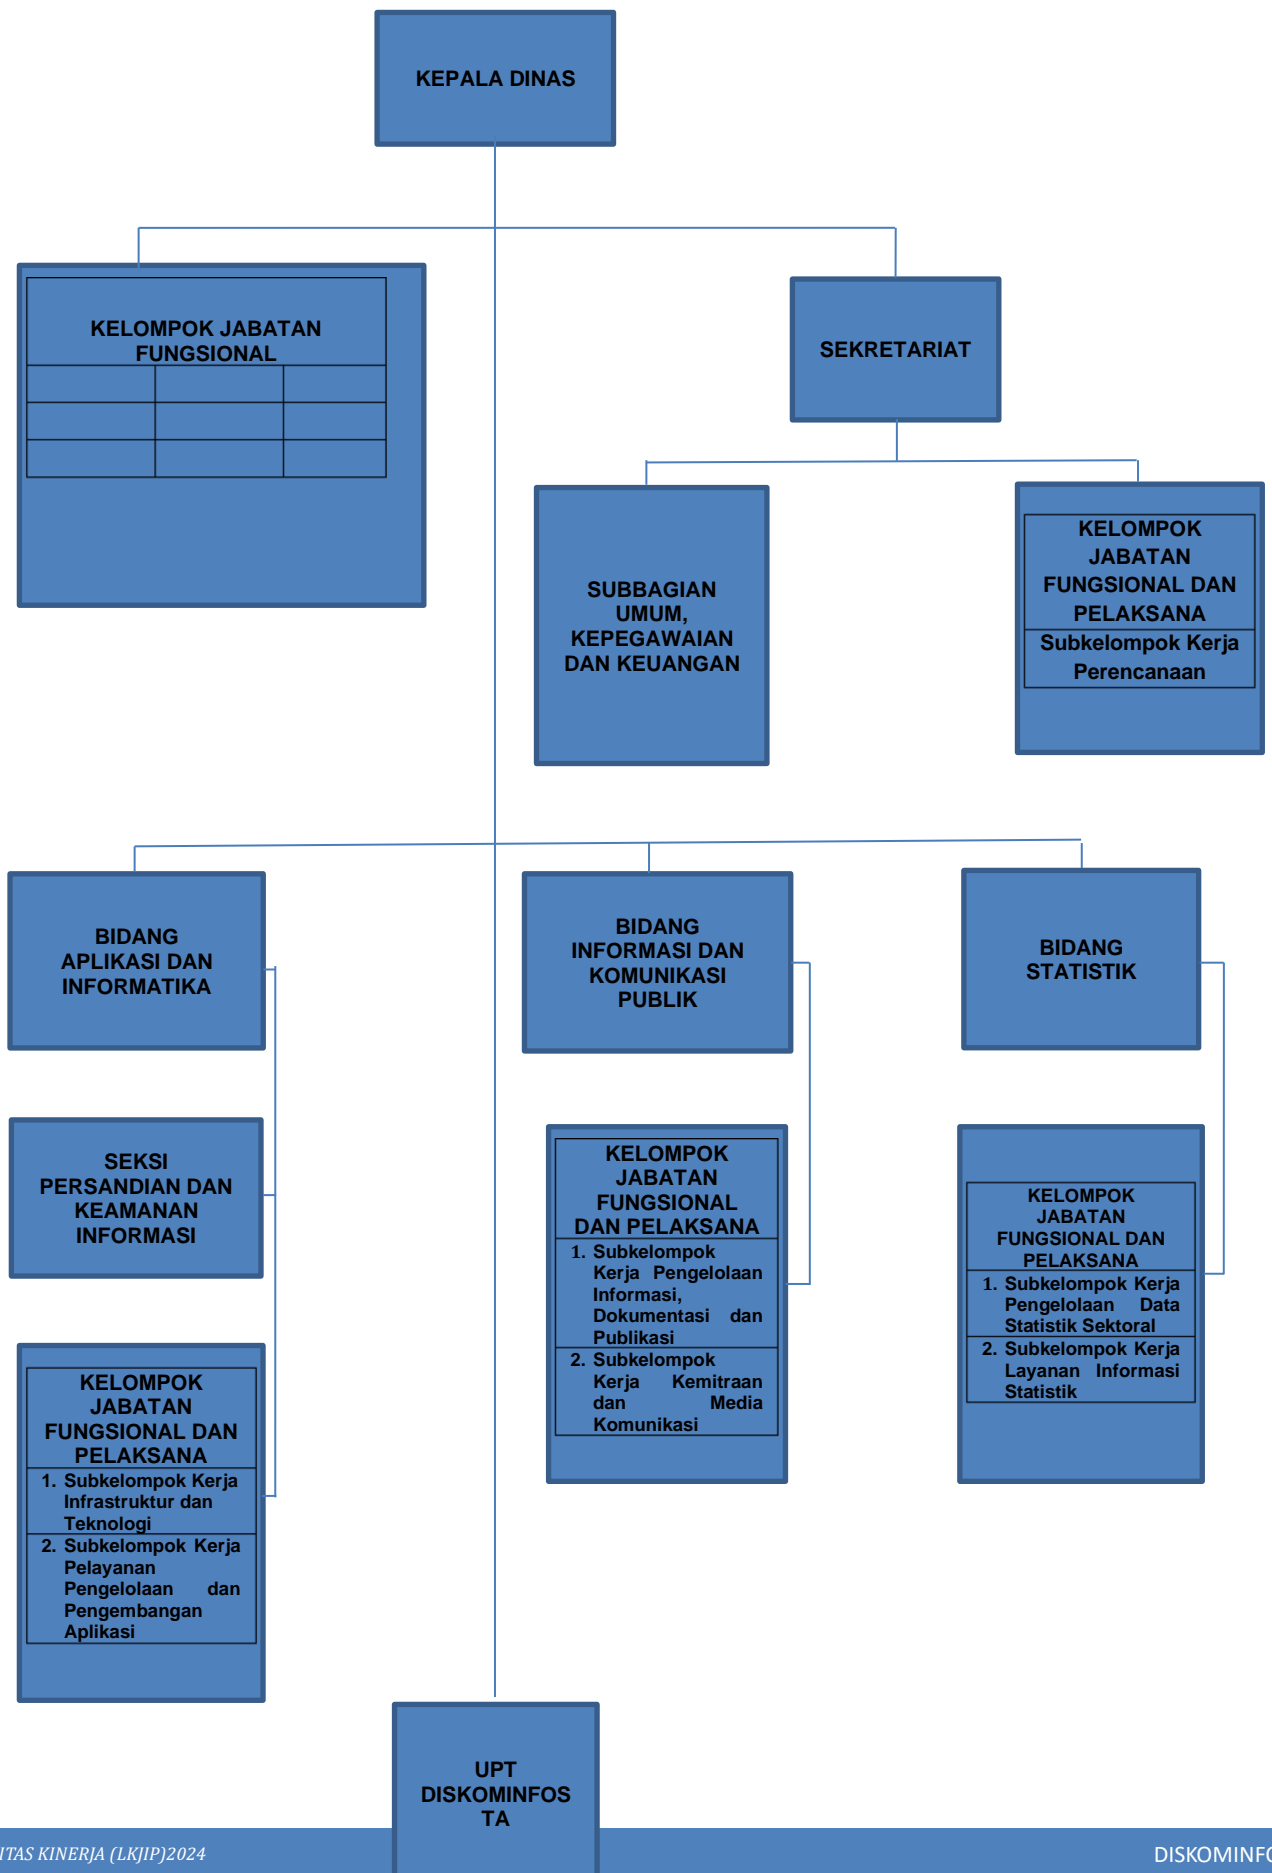 KEPALA DINAS
KELOMPOK JABATAN
FUNGSIONAL
SEKRETARIAT
SUBBAGIAN
UMUM,
KEPEGAWAIAN
DAN KEUANGAN
KELOMPOK
JABATAN
FUNGSIONAL DAN
PELAKSANA
Subkelompok Kerja
Perencanaan
BIDANG
APLIKASI DAN
INFORMATIKA
BIDANG
INFORMASI DAN
KOMUNIKASI
PUBLIK
BIDANG
STATISTIK
SEKSI
PERSANDIAN DAN
KEAMANAN
INFORMASI
KELOMPOK
JABATAN
FUNGSIONAL
DAN PELAKSANA
1. Subkelompok
Kerja Pengelolaan
Informasi,
Dokumentasi dan
Publikasi
2. Subkelompok
Kerja Kemitraan
dan Media
Komunikasi
KELOMPOK
JABATAN
FUNGSIONAL DAN
PELAKSANA
1. Subkelompok Kerja
Pengelolaan Data
Statistik Sektoral
2. Subkelompok Kerja
Layanan Informasi
Statistik
KELOMPOK
JABATAN
FUNGSIONAL DAN
PELAKSANA
1. Subkelompok Kerja
Infrastruktur dan
Teknologi
2. Subkelompok Kerja
Pelayanan
Pengelolaan dan
Pengembangan
Aplikasi
UPT
DISKOMINFOS
TA
ITAS KINERJA (LKJIP)2024
DISKOMINFO